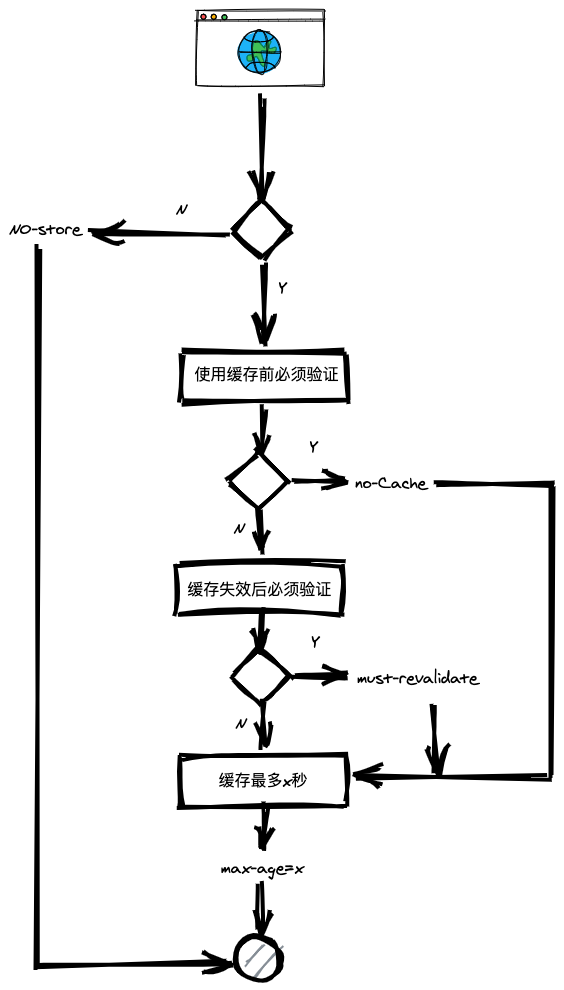 N
NO-store
Y
使用缓存前必须验证
Y
no-Cache
N
缓存失效后必须验证
Y
must-revalidate
N
缓存最多x秒
max-age=x